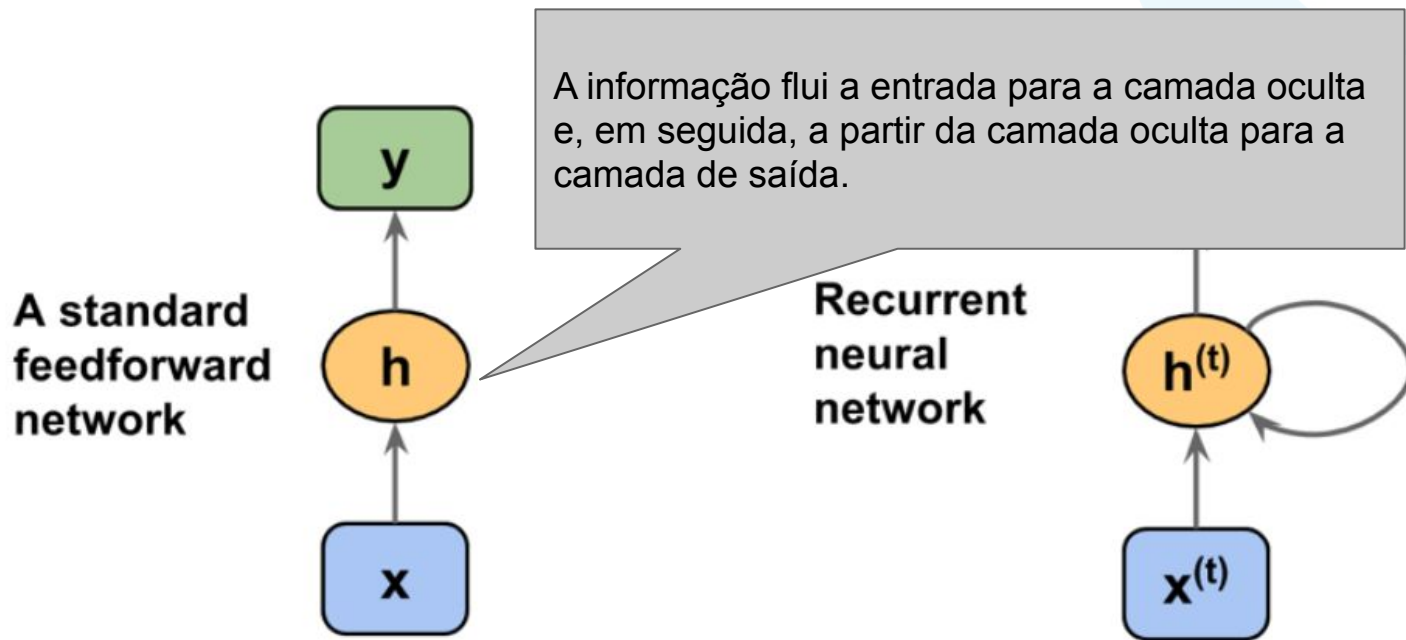 A informação flui a entrada para a camada oculta
e, em seguida, a partir da camada oculta para a
camada de saída.
y
A standard
feedforward
network
h
x
Recurrent
neural
network
h(t)
x(t)